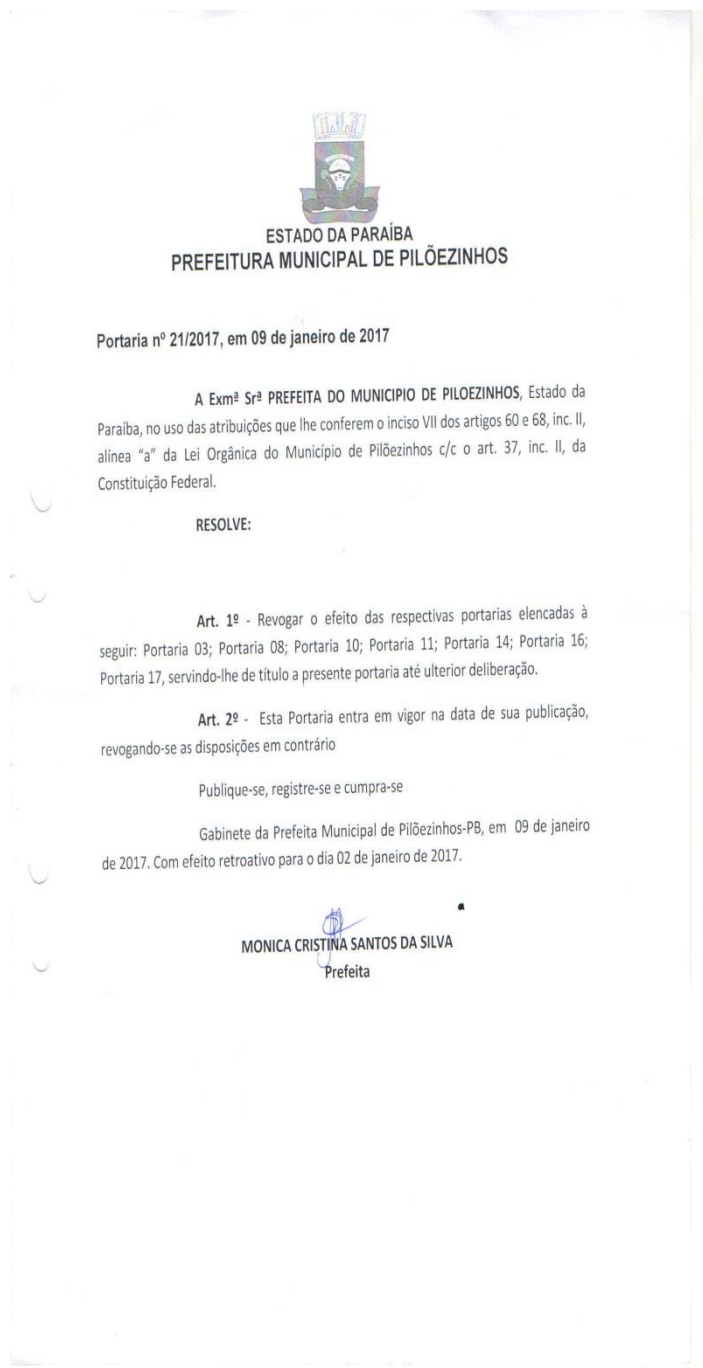 ESTADO DA PARAÍBA
PREFEITURA MUNICIPAL DE PILÕEZINHOS
Portaria nº 21/2017, em 09 de janeiro de 2017
A Exmª Srª PREFEITA DO MUNICIPIO DE PILOEZINHOS, Estado da
Paraíba, no uso das atribuições que lhe conferem o inciso VII dos artigos 60 e 68, inc. II,
alínea “a” da Lei Orgânica do Município de Pilõezinhos c/c o art. 37, inc. II, da
Constituição Federal.
RESOLVE:
Art. 1º - Revogar o efeito das respectivas portarias elencadas à
seguir: Portaria 03; Portaria 08; Portaria 10; Portaria 11; Portaria 14; Portaria 16;
Portaria 17, servindo-lhe de título a presente portaria até ulterior deliberação.
Art. 2º - Esta Portaria entra em vigor na data de sua publicação,
revogando-se as disposições em contrário
Publique-se, registre-se e cumpra-se
Gabinete da Prefeita Municipal de Pilõezinhos-PB, em 09 de janeiro
de 2017. Com efeito retroativo para o dia 02 de janeiro de 2017.
MONICA CRISTINA SANTOS DA SILVA
Prefeita